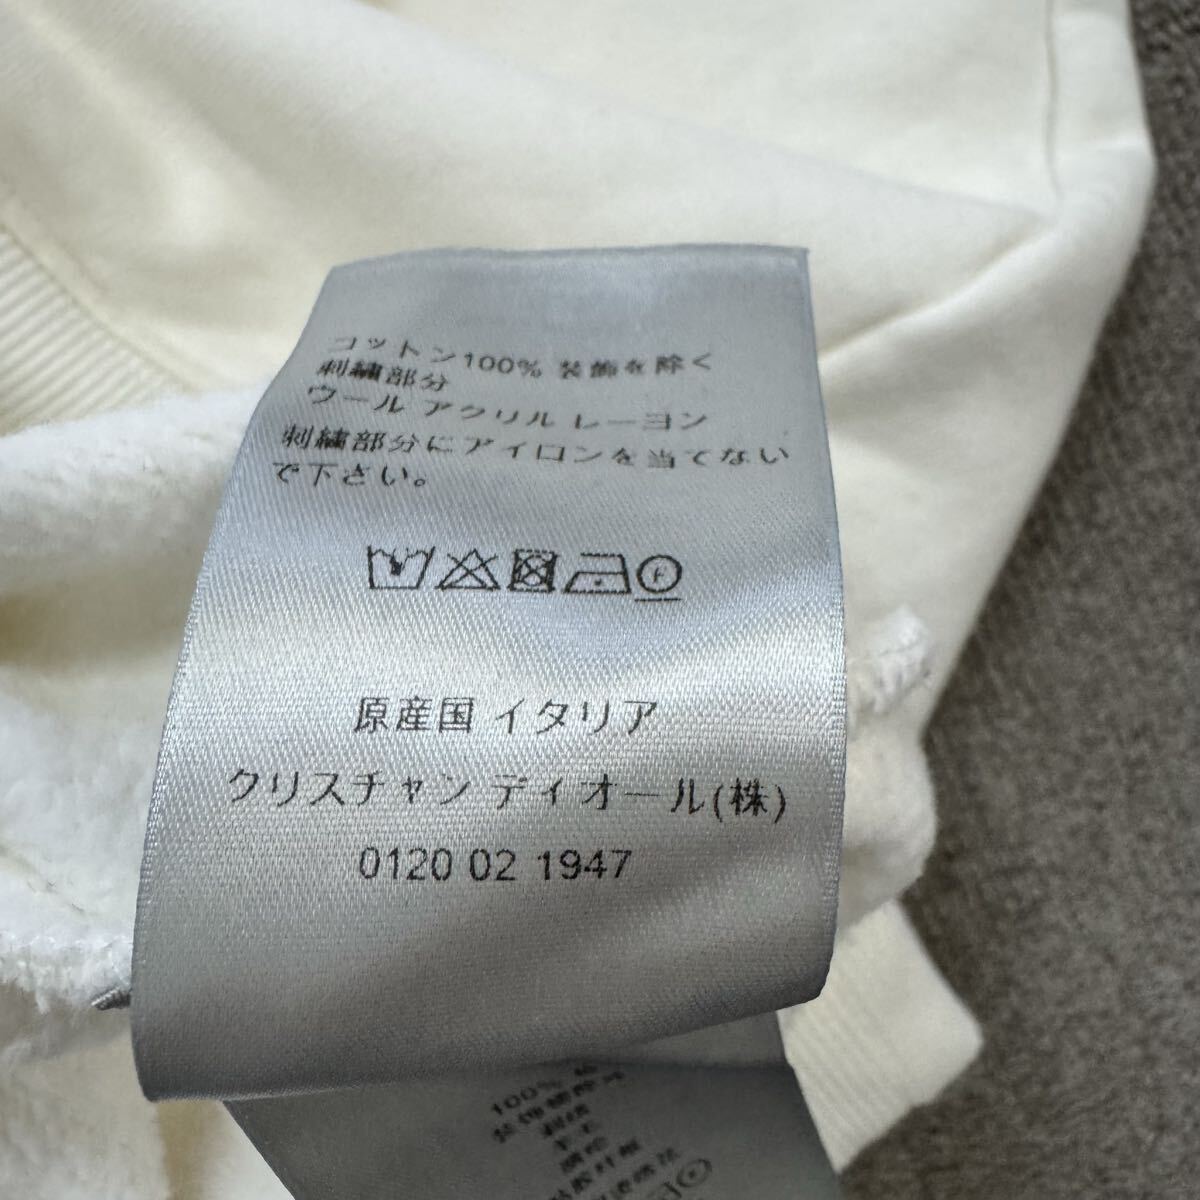 コットン100% 装飾を除く
刺繍部分
ウール アクリル レーヨン
刺繍部分にアイロンを当てない
で下さい。
F
原産国 イタリア
クリスチャン ディオール(株)
0120 02 1947
100%